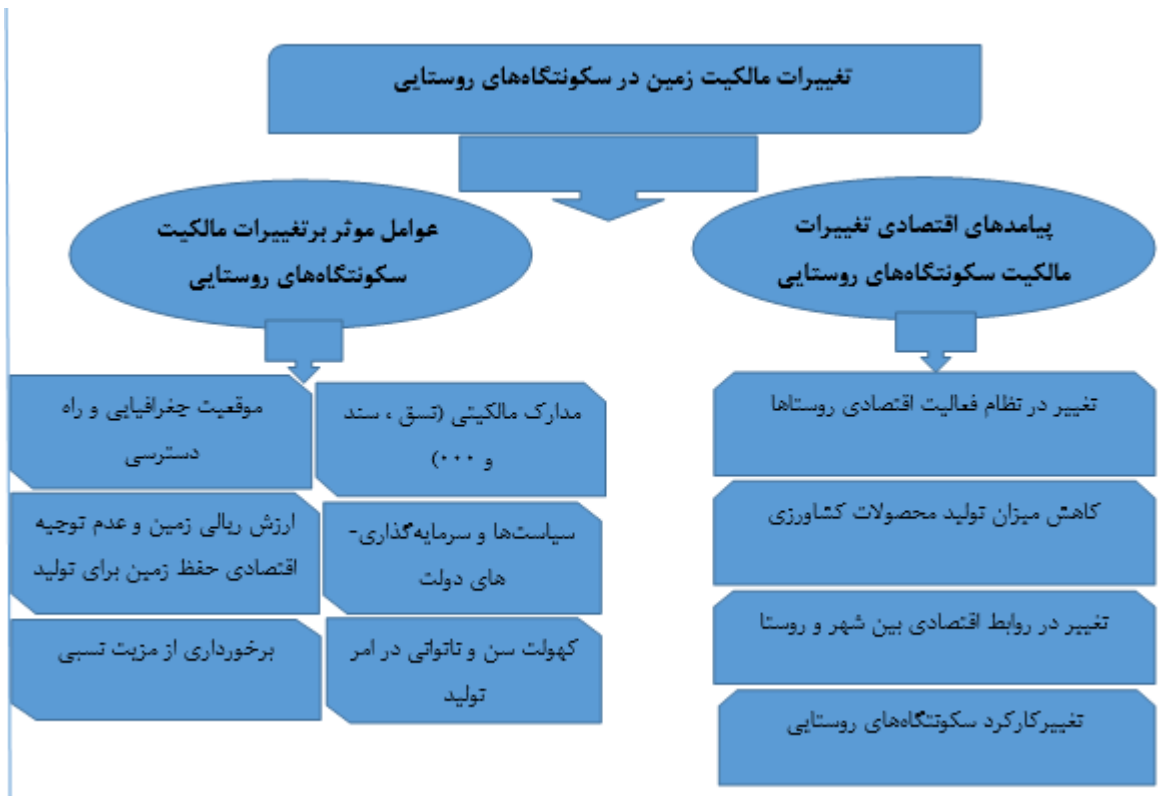 تغییرات مالکیت زمین در سکونتگاه‌های روستایی
پیامدهای اقتصادی تغییرات
مالکیت سکونتگاه‌های روستایی
تغییر در نظام فعالیت اقتصادی روستاها
کاهش میزان تولید محصولات کشاورزی
تغییر در روابط اقتصادی بین شهر و روستا
تغییرکارکرد سکونتگاه‌های روستایی
عوامل موثر برتغییرات مالکیت
سکونتگاه‌های روستایی
مدارک مالکیتی (نسق ، سند
و ۰۰۰)
سیاست‌ها و سرمایه‌گذاری-
های دولت
کهولت سن و ناتوانی در امر
تولید
موقعیت جغرافیایی و راه
دسترسی
ارزش ریالی زمین و عدم توجیه
اقتصادی حفظ زمین برای تولید
برخورداری از مزیت نسبی